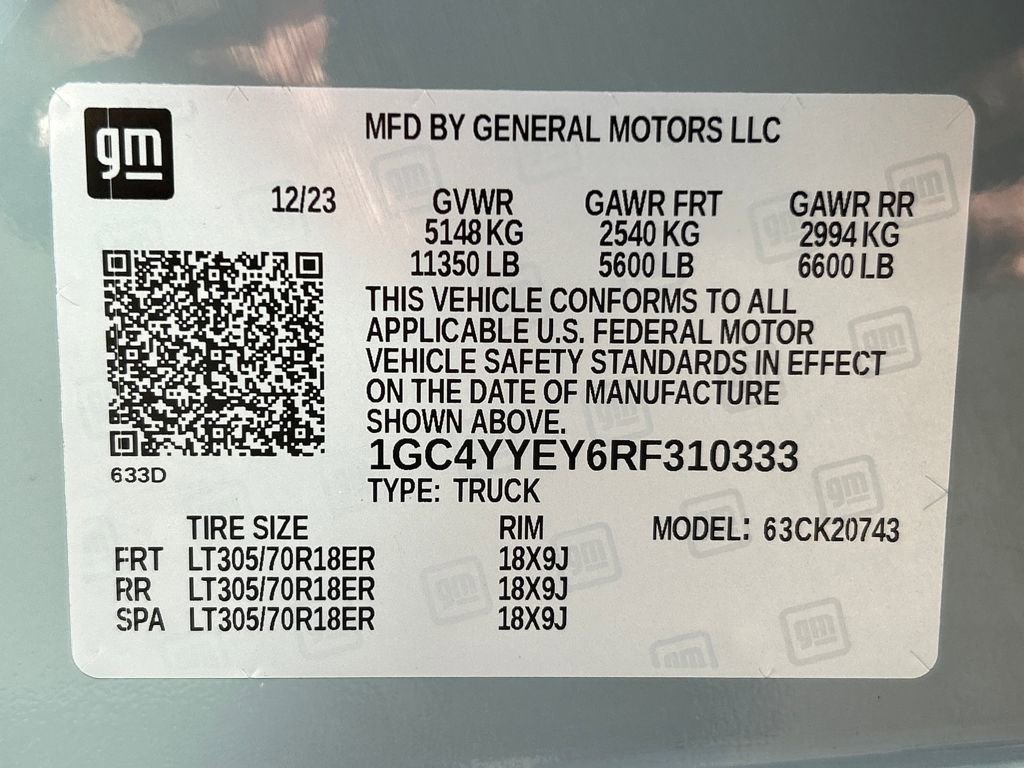 gm
MFD BY GENERAL MOTORS LLC
12/23 GVWR GAWR FRT GAWR RR
5148 KG 2540 KG 2994 KG
11350 LB 5600 LB 6600 LB
THIS VEHICLE CONFORMS TO ALL
APPLICABLE U.S. FEDERAL MOTOR
VEHICLE SAFETY STANDARDS IN EFFECT
ON THE DATE OF MANUFACTURE
SHOWN ABOVE.
1GC4YYEY6RF310333
633D
TYPE: TRUCK
TIRE SIZE RIM MODEL: 63CK20743
FRT LT305/70R18ER 18X9J
RR LT305/70R18ER 18X9J
SPA LT305/70R18ER 18X9J